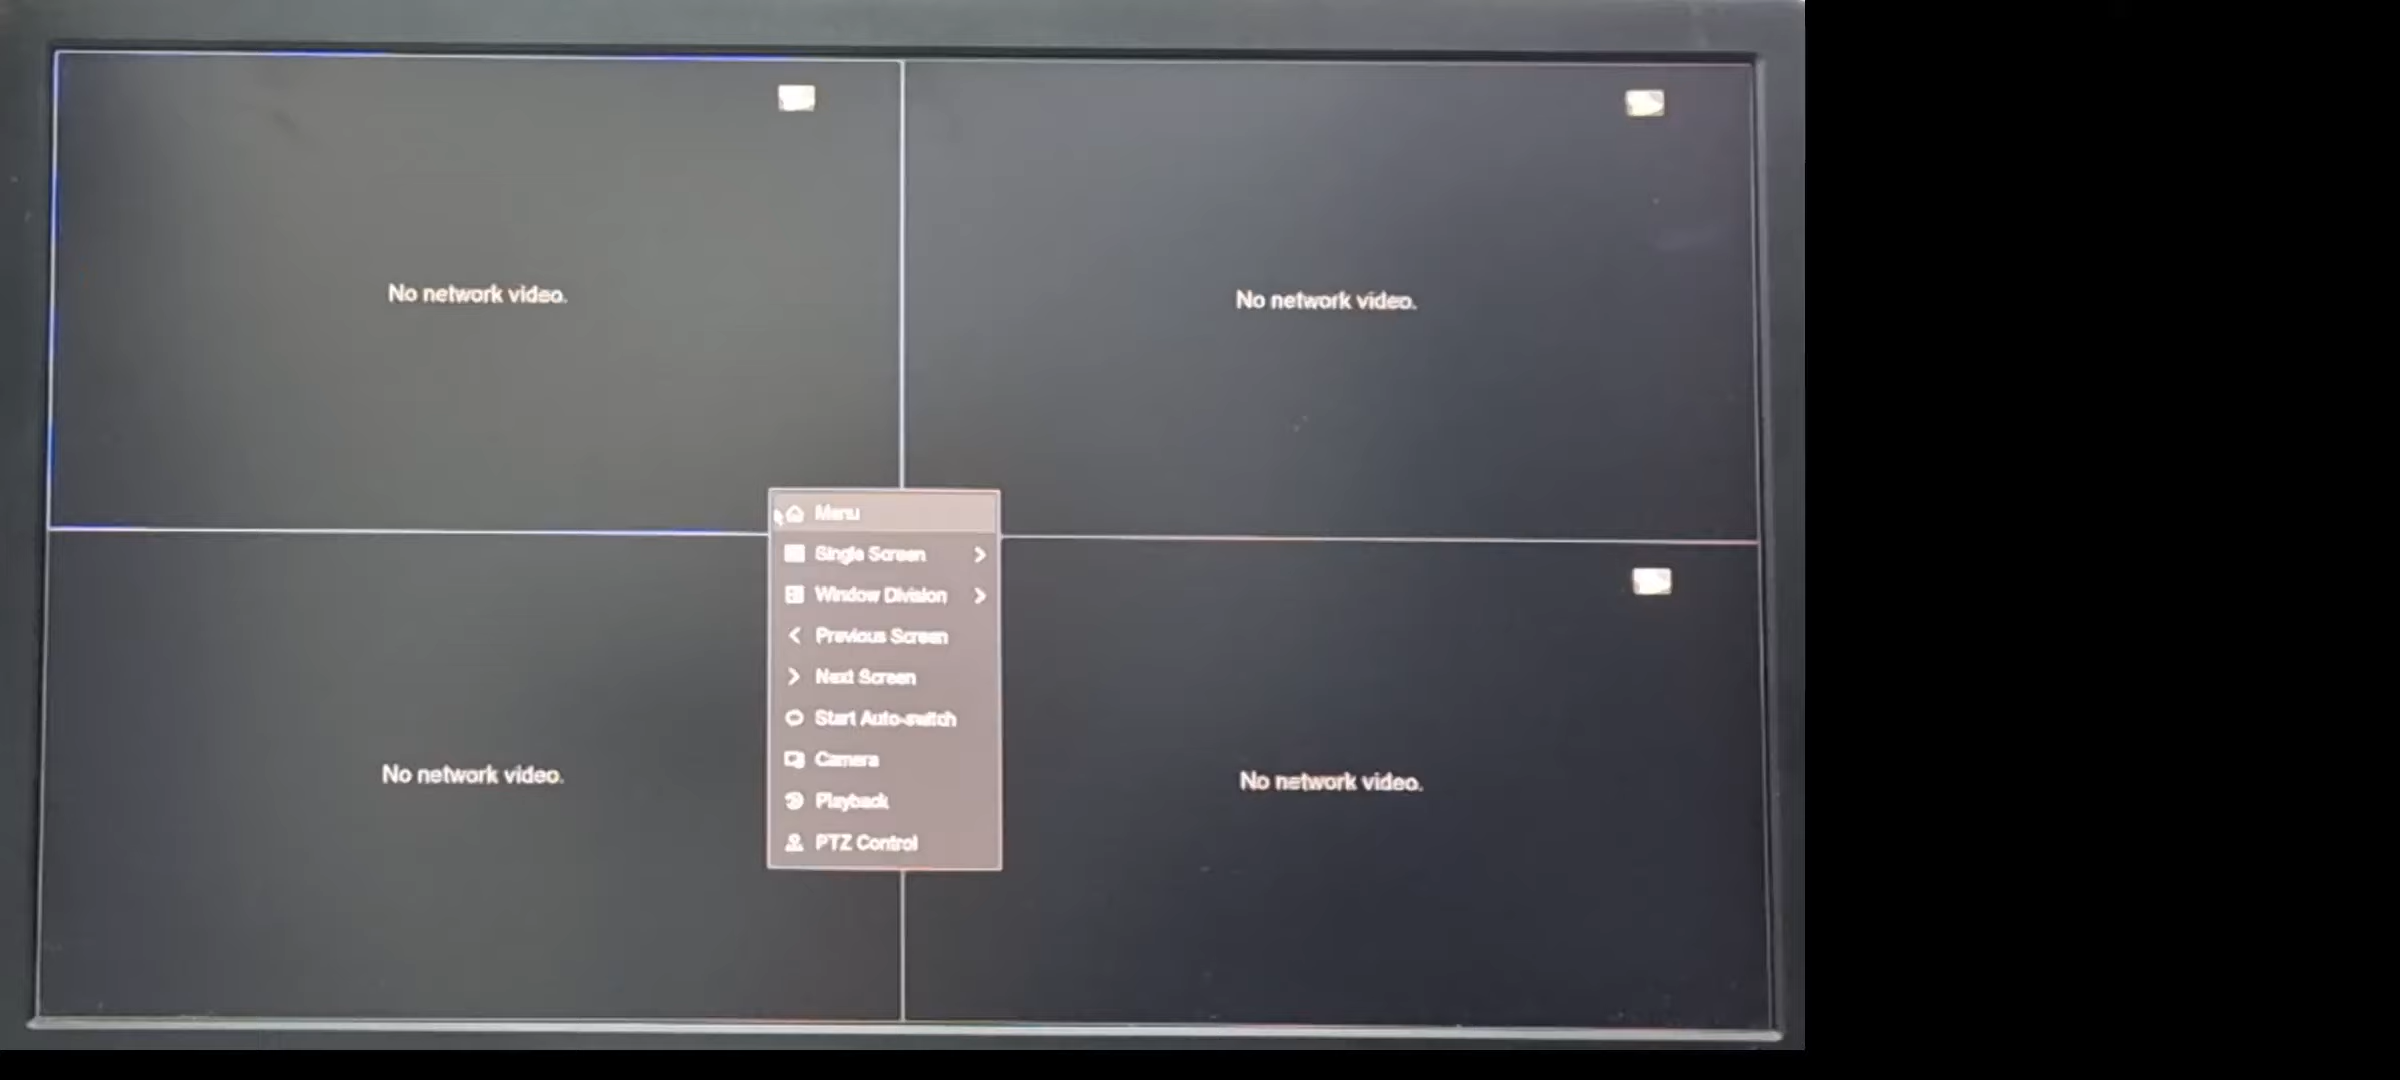 No network video.
No network video.
Menu
Single Screen
Window Division
Previous Screen
Next Screen
Start Auto-switch
Camera
Playback
PTZ Control
No network video.
No network video.